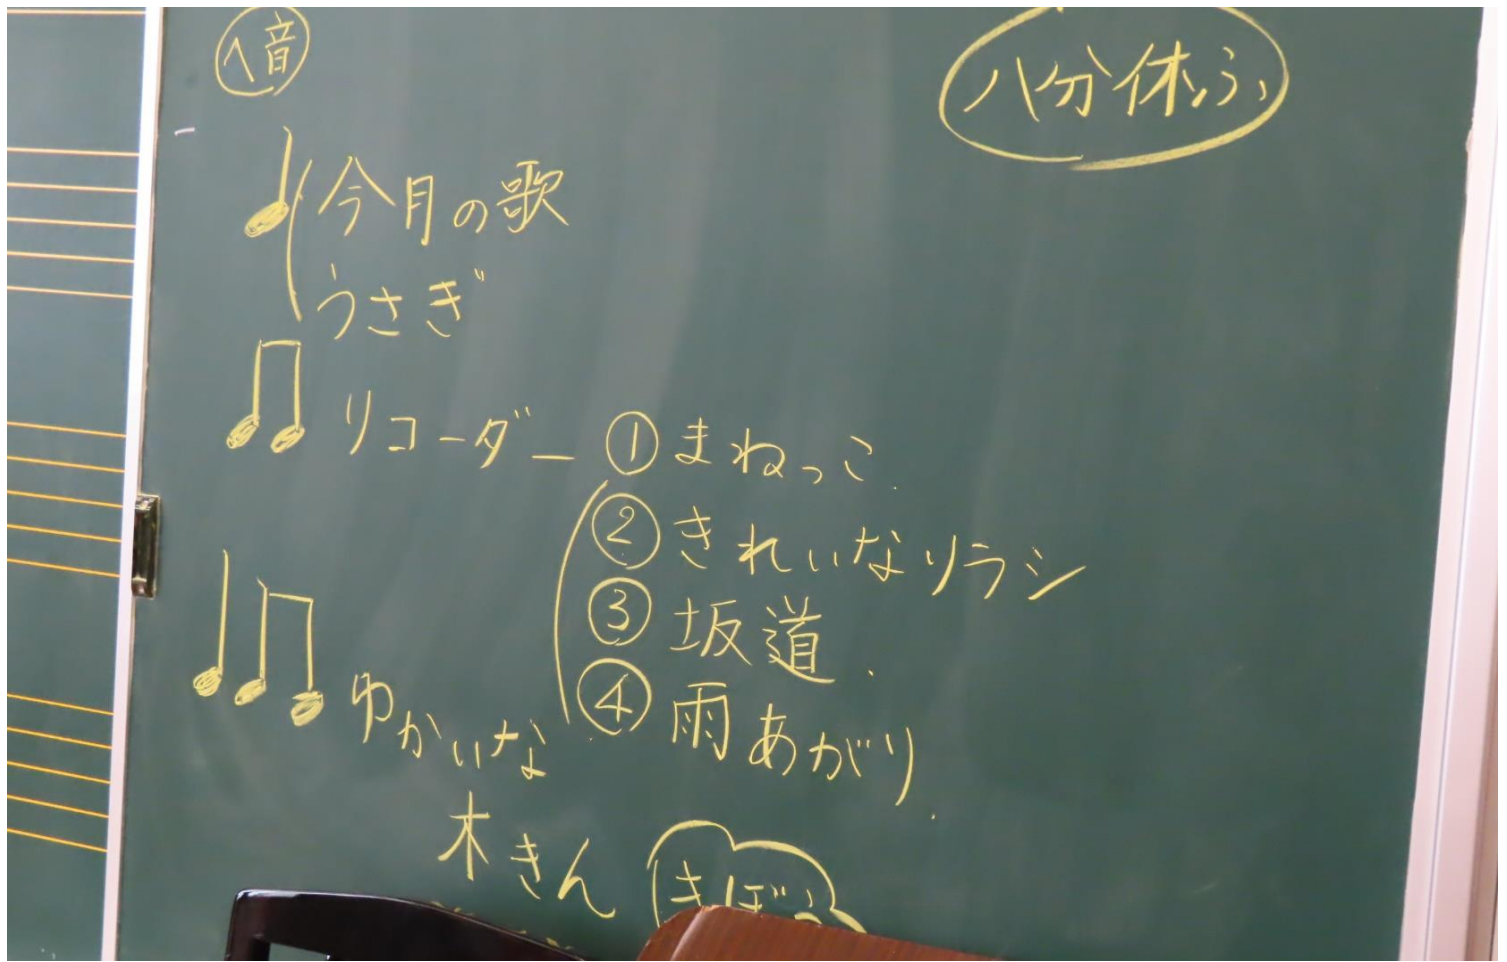 へ音
八分休ふ
今月の歌
うさぎ
リコーダー ①まねっこ.
②きれいなソラシ
③坂道.
④雨あがり.
ゆかいな
木きん